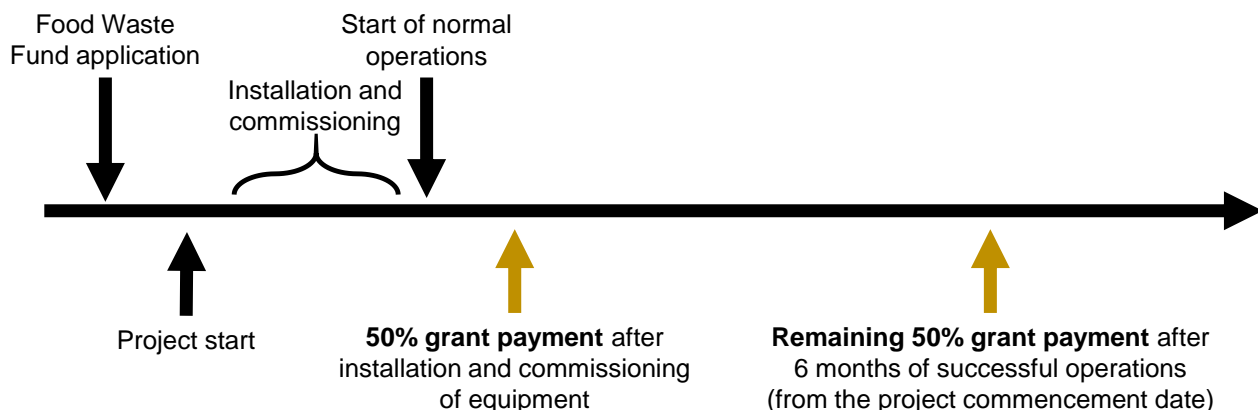 Food Waste
Fund application
Start of normal
operations
Installation and
commissioning
Project start
50% grant payment after
installation and commissioning
of equipment
Remaining 50% grant payment after
6 months of successful operations
(from the project commencement date)